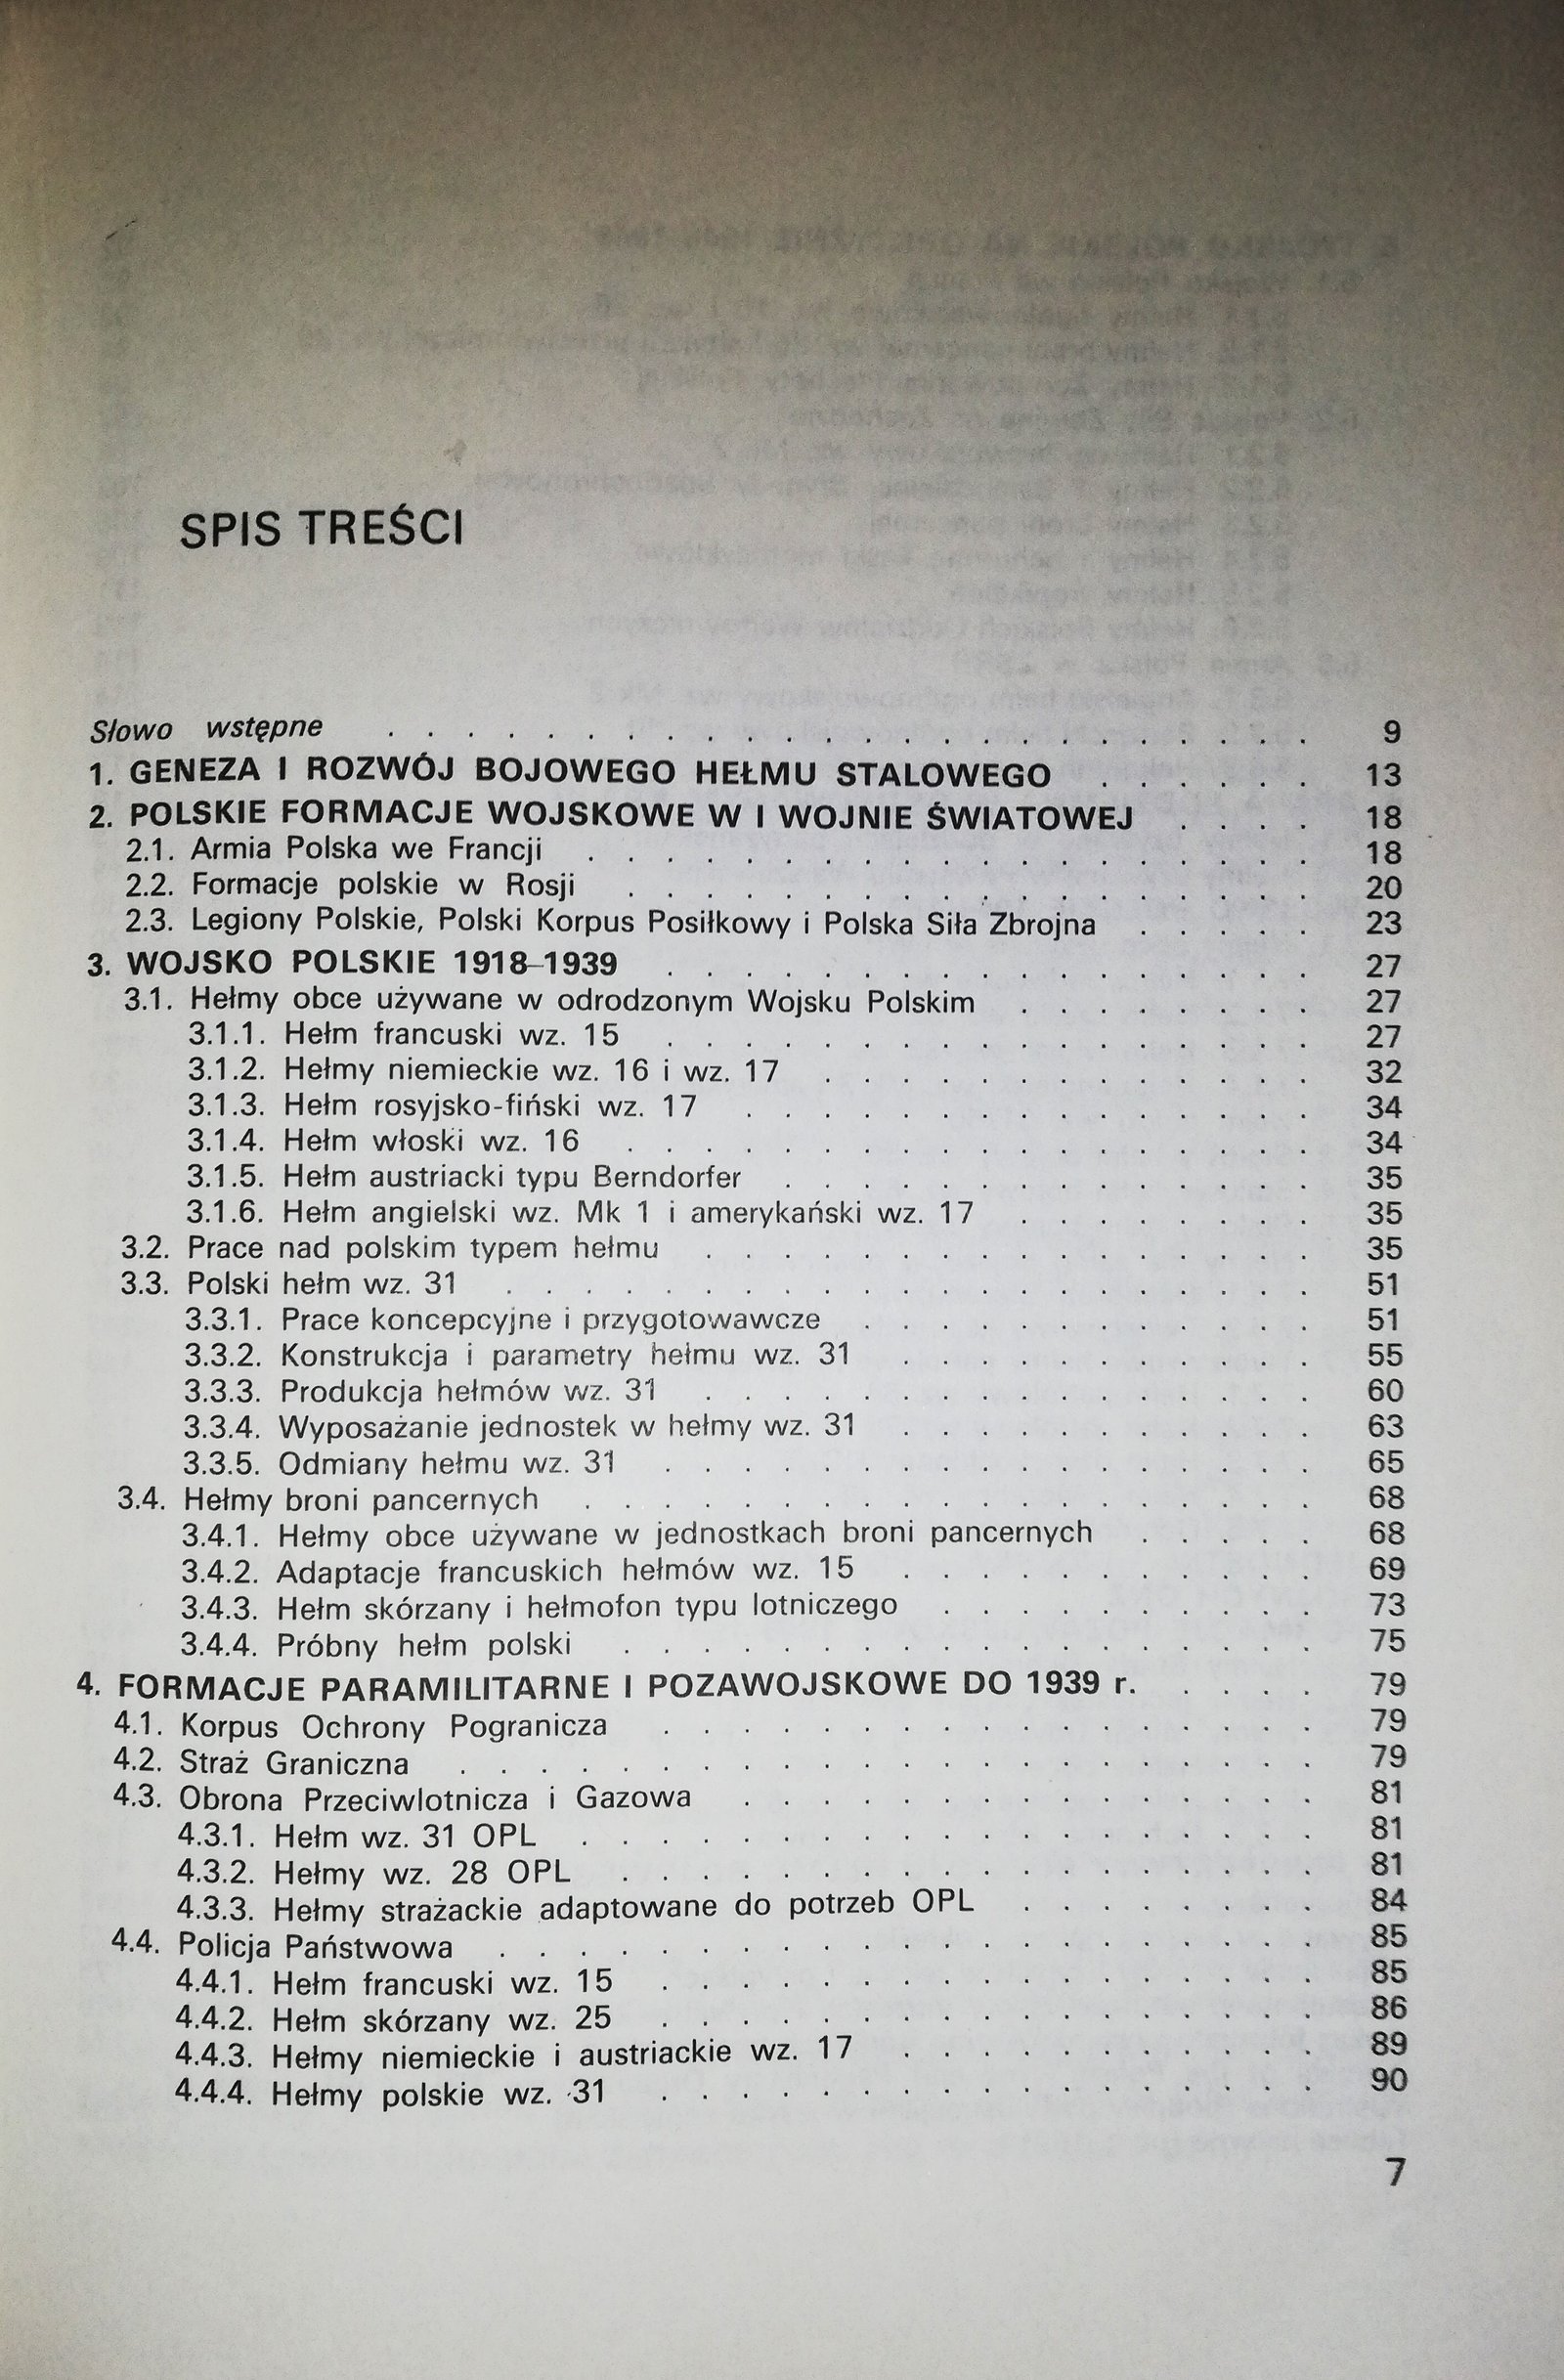 SPIS TREŚCI
Słowo wstępne . . . . . . . . . . . . . . . . . . . . . . . . 9
1. GENEZA I ROZWÓJ BOJOWEGO HEŁMU STALOWEGO . . . . . . 13
2. POLSKIE FORMACJE WOJSKOWE W I WOJNIE ŚWIATOWEJ . . . . 18
2.1. Armia Polska we Francji . . . . . . . . . . . . . . . . . . . 18
2.2. Formacje polskie w Rosji . . . . . . . . . . . . . . . . . . 20
2.3. Legiony Polskie, Polski Korpus Posiłkowy i Polska Siła Zbrojna . . . . . 23
3. WOJSKO POLSKIE 1918–1939 . . . . . . . . . . . . . . . . . 27
3.1. Hełmy obce używane w odrodzonym Wojsku Polskim . . . . . . . . 27
3.1.1. Hełm francuski wz. 15 . . . . . . . . . . . . . . . . . 27
3.1.2. Hełmy niemieckie wz. 16 i wz. 17 . . . . . . . . . . . . . 32
3.1.3. Hełm rosyjsko-fiński wz. 17 . . . . . . . . . . . . . . . 34
3.1.4. Hełm włoski wz. 16 . . . . . . . . . . . . . . . . . . 34
3.1.5. Hełm austriacki typu Berndorfer . . . . . . . . . . . . . . 35
3.1.6. Hełm angielski wz. Mk 1 i amerykański wz. 17 . . . . . . . . 35
3.2. Prace nad polskim typem hełmu . . . . . . . . . . . . . . . . 35
3.3. Polski hełm wz. 31 . . . . . . . . . . . . . . . . . . . . . 51
3.3.1. Prace koncepcyjne i przygotowawcze . . . . . . . . . . . . 51
3.3.2. Konstrukcja i parametry hełmu wz. 31 . . . . . . . . . . . 55
3.3.3. Produkcja hełmów wz. 31 . . . . . . . . . . . . . . . . 60
3.3.4. Wyposażanie jednostek w hełmy wz. 31 . . . . . . . . . . . 63
3.3.5. Odmiany hełmu wz. 31 . . . . . . . . . . . . . . . . . 65
3.4. Hełmy broni pancernych . . . . . . . . . . . . . . . . . . . 68
3.4.1. Hełmy obce używane w jednostkach broni pancernych . . . . . 68
3.4.2. Adaptacje francuskich hełmów wz. 15 . . . . . . . . . . . 69
3.4.3. Hełm skórzany i hełmofon typu lotniczego . . . . . . . . . . 73
3.4.4. Próbny hełm polski . . . . . . . . . . . . . . . . . . 75
4. FORMACJE PARAMILITARNE I POZAWOJSKOWE DO 1939 r. . . . . 79
4.1. Korpus Ochrony Pogranicza . . . . . . . . . . . . . . . . . 79
4.2. Straż Graniczna . . . . . . . . . . . . . . . . . . . . . . 79
4.3. Obrona Przeciwlotnicza i Gazowa . . . . . . . . . . . . . . . 81
4.3.1. Hełm wz. 31 OPL . . . . . . . . . . . . . . . . . . . 81
4.3.2. Hełmy wz. 28 OPL . . . . . . . . . . . . . . . . . . 81
4.3.3. Hełmy strażackie adaptowane do potrzeb OPL . . . . . . . . 84
4.4. Policja Państwowa . . . . . . . . . . . . . . . . . . . . . 85
4.4.1. Hełm francuski wz. 15 . . . . . . . . . . . . . . . . . 85
4.4.2. Hełm skórzany wz. 25 . . . . . . . . . . . . . . . . . 86
4.4.3. Hełmy niemieckie i austriackie wz. 17 . . . . . . . . . . . 89
4.4.4. Hełmy polskie wz. 31 . . . . . . . . . . . . . . . . . 90
7